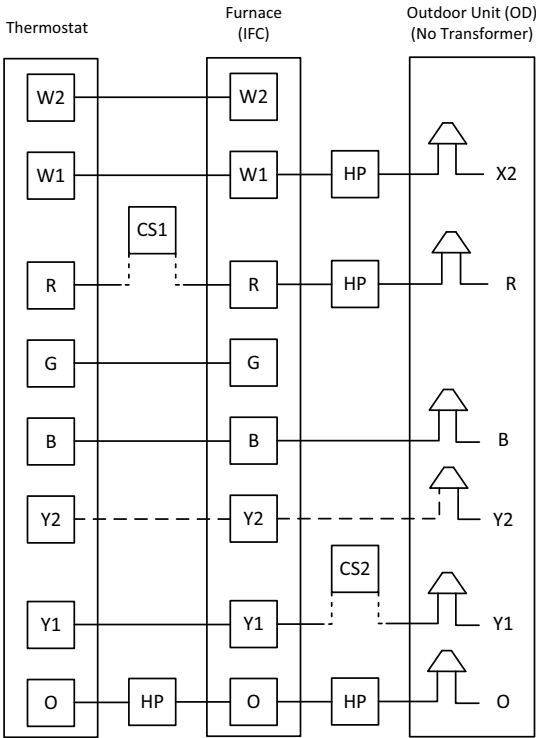 Thermostat
Furnace
(IFC)
Outdoor Unit (OD)
(No Transformer)
W2
W2
W1
W1
HP
X2
CS1
R
R
HP
R
G
G
B
B
B
Y2
Y2
Y2
CS2
Y1
Y1
Y1
O
HP
O
HP
O